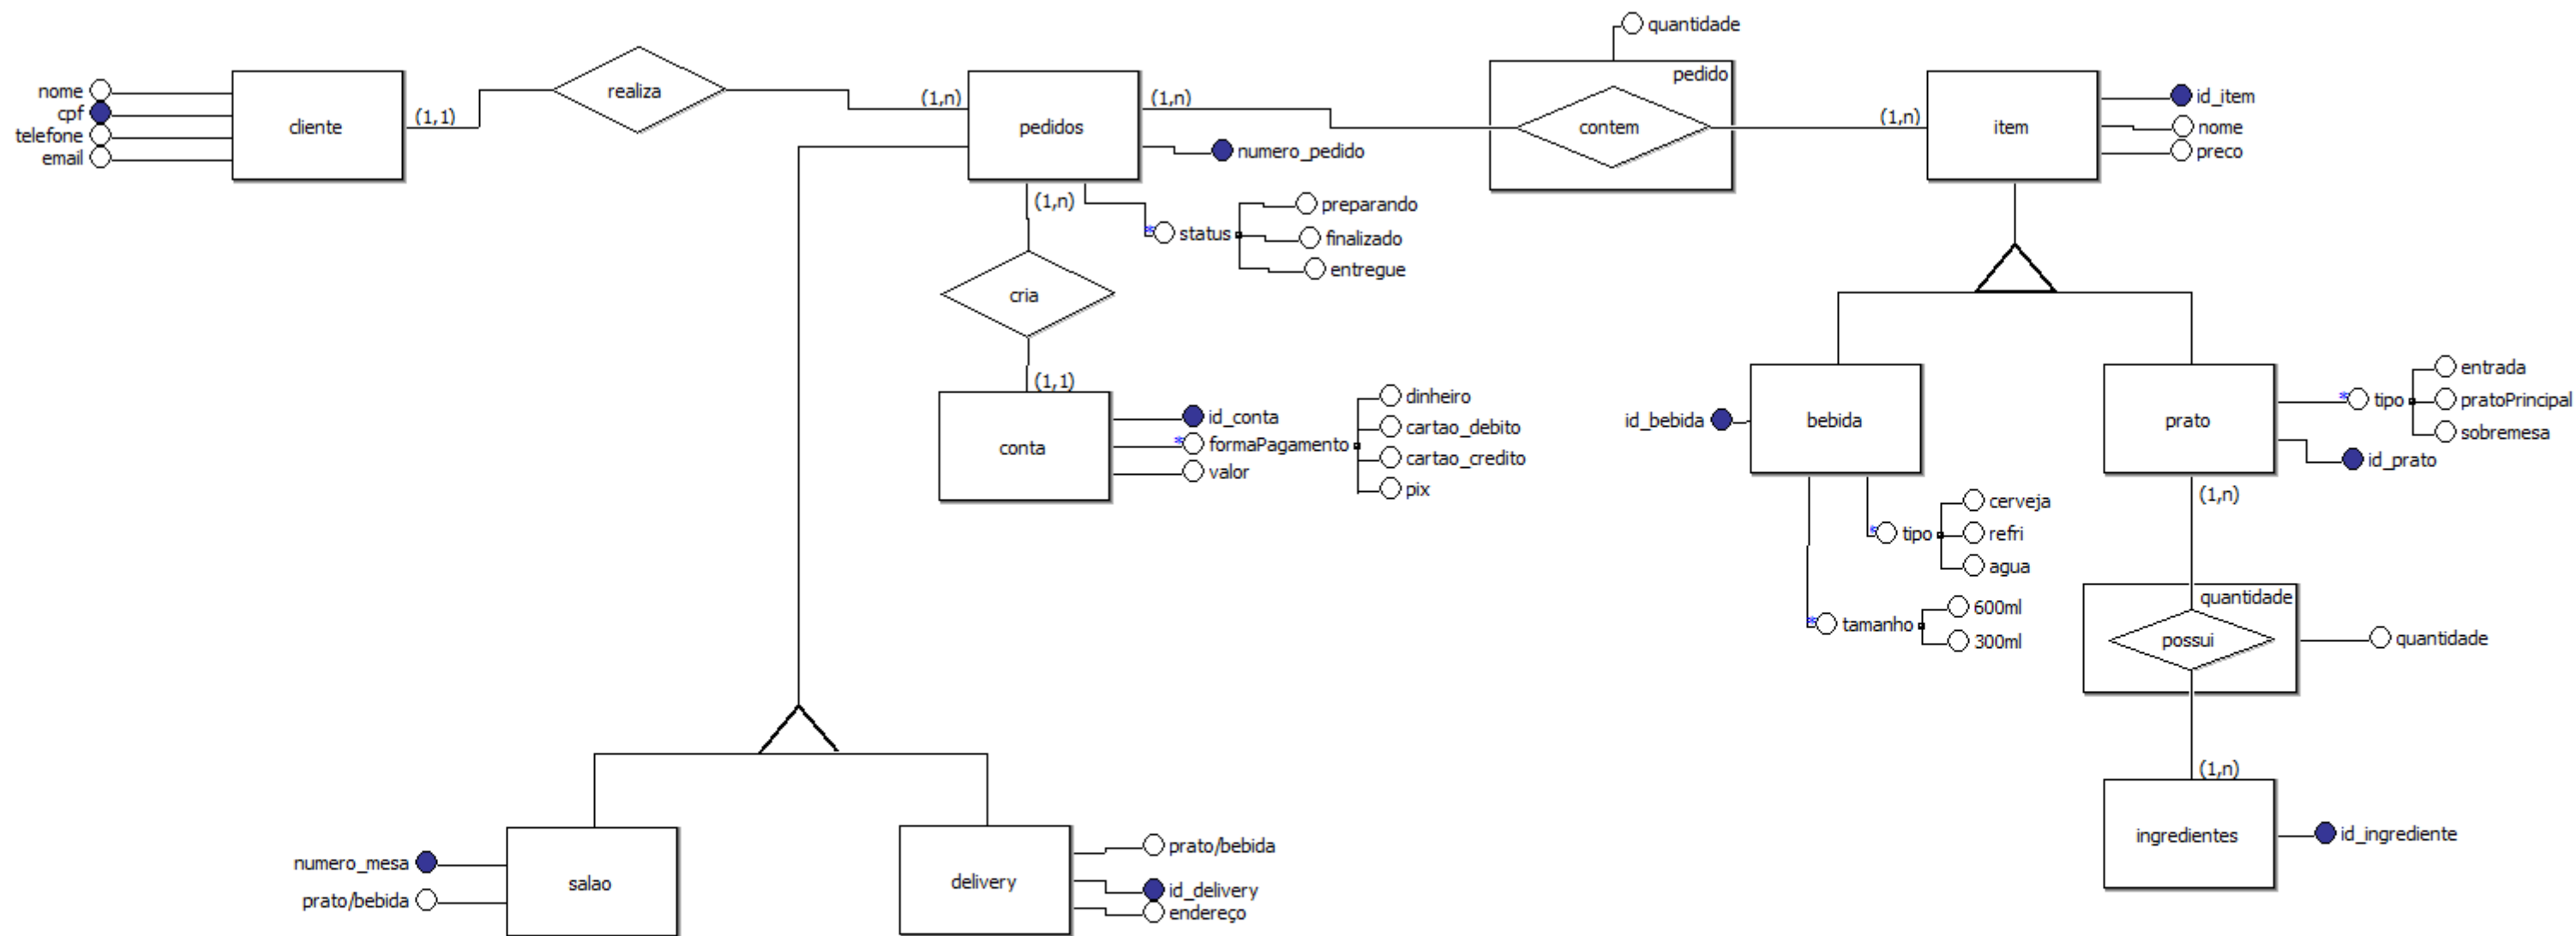 quantidade
pedido
nome
cpf
telefone
email
cliente
(1,1)
realiza
(1,n)
pedidos
(1,n)
numero_pedido
contem
(1,n)
item
id_item
nome
preco
(1,n)
status
preparando
finalizado
entregue
cria
(1,1)
conta
id_conta
formaPagamento
valor
dinheiro
cartao_debito
cartao_credito
pix
id_bebida
bebida
prato
tipo
entrada
pratoPrincipal
sobremesa
id_prato
(1,n)
tipo
cerveja
refri
agua
tamanho
600ml
300ml
quantidade
possui
quantidade
(1,n)
ingredientes
id_ingrediente
numero_mesa
prato/bebida
salao
delivery
prato/bebida
id_delivery
endereço